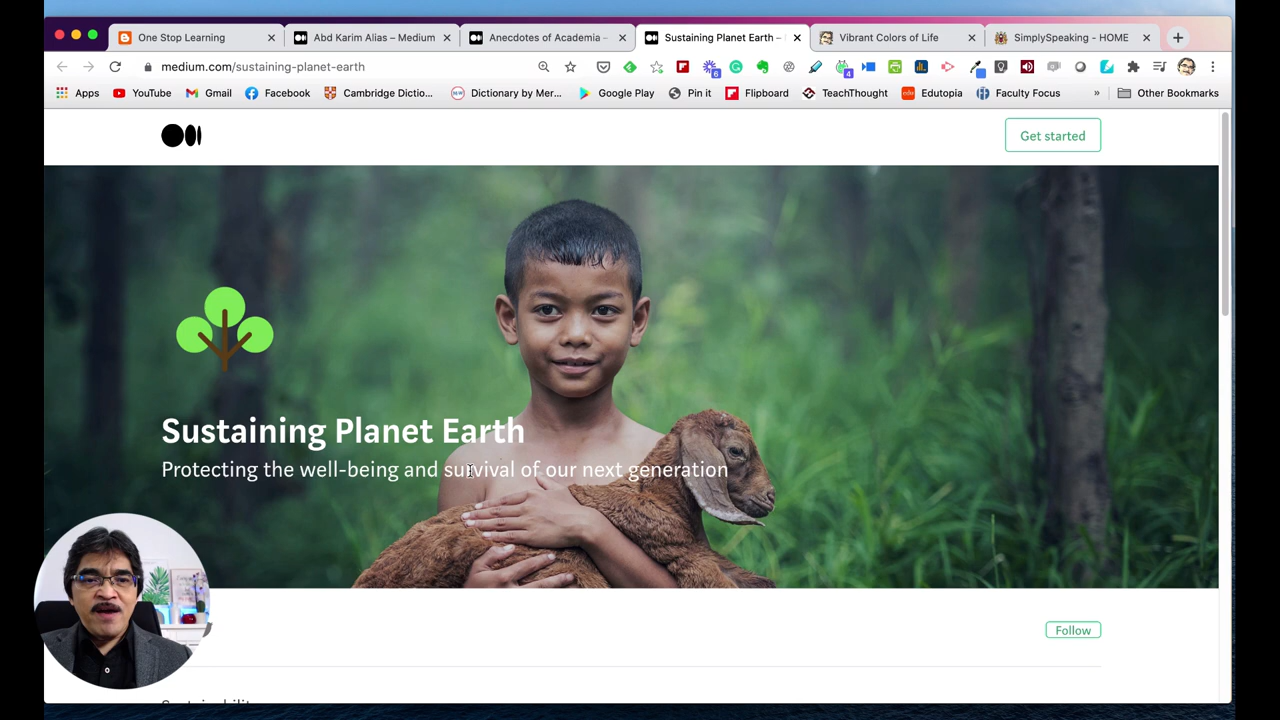 One Stop Learning
Abd Karim Alias – Medium
Anecdotes of Academia –
Sustaining Planet Earth –
Vibrant Colors of Life
SimplySpeaking - HOME
medium.com/sustaining-planet-earth
6
4
Apps
YouTube
Gmail
Facebook
Cambridge Dictio...
Dictionary by Mer...
Google Play
Pin it
Flipboard
TeachThought
edu
Edutopia
Faculty Focus
»
Other Bookmarks
Get started
Sustaining Planet Earth
Protecting the well-being and survival of our next generation
Follow